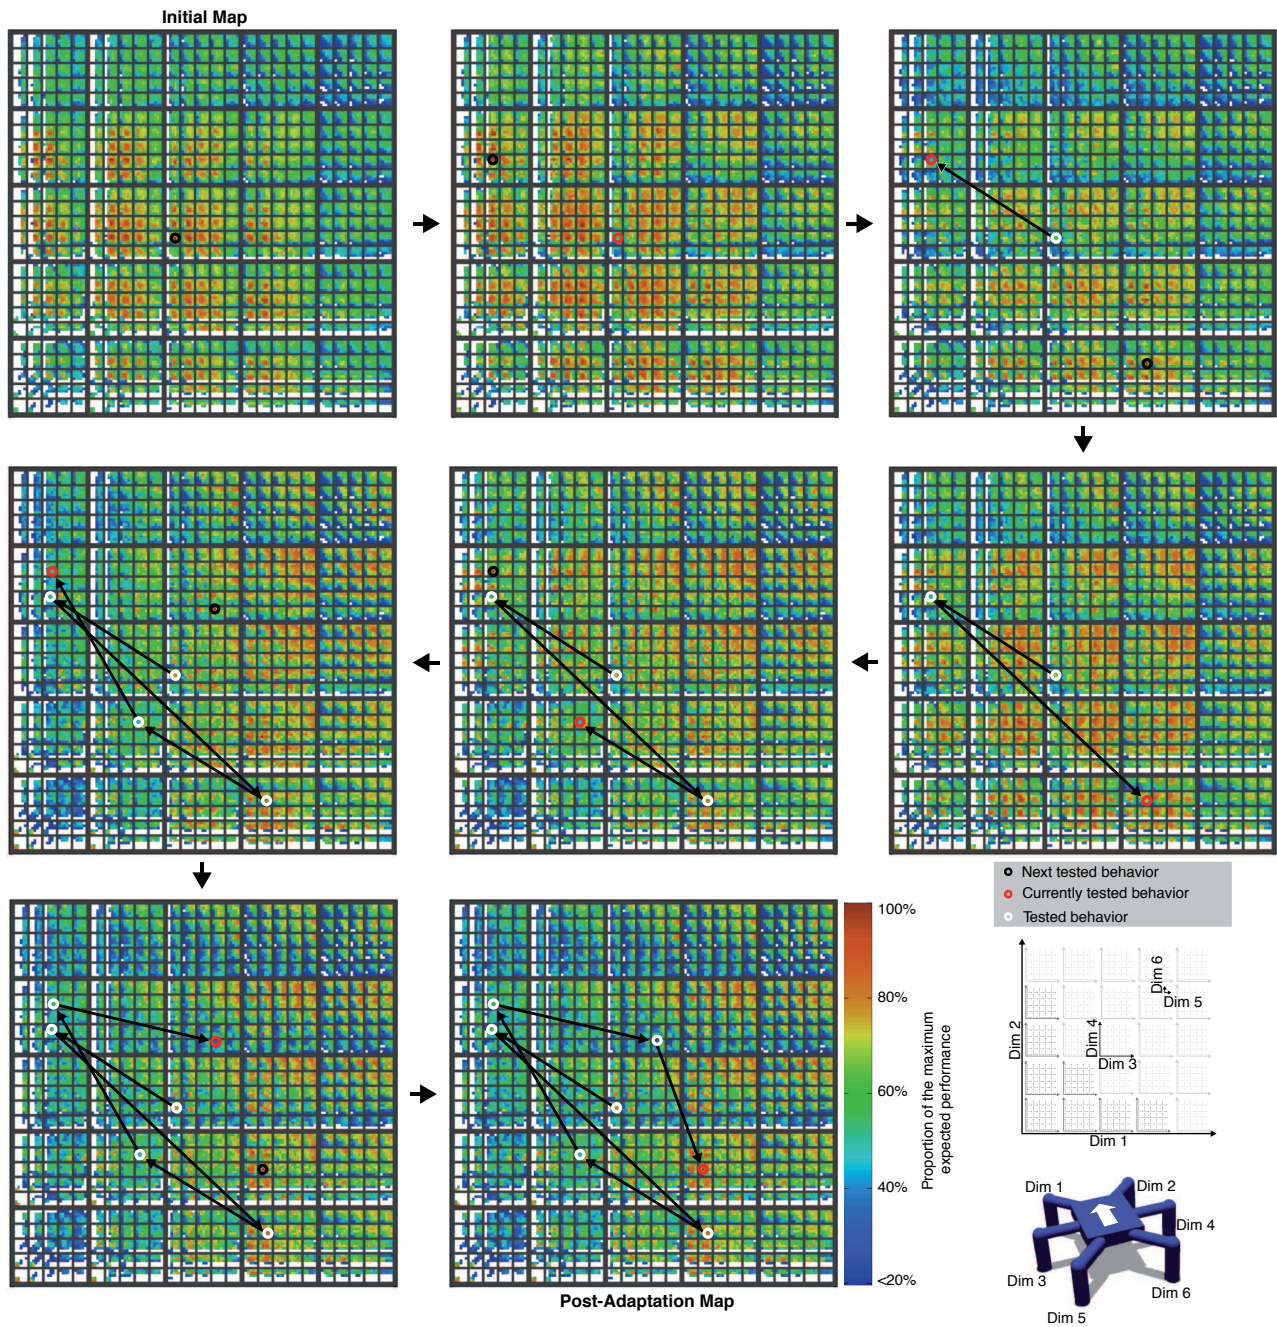 Initial Map
Next tested behavior
Currently tested behavior
Tested behavior
100%
80%
60%
40%
<20%
Proportion of the maximum
expected performance
Dim 2
Dim 6
Dim 5
Dim 4
Dim 3
Dim 1
Dim 1
Dim 2
Dim 4
Dim 3
Dim 6
Dim 5
Post-Adaptation Map